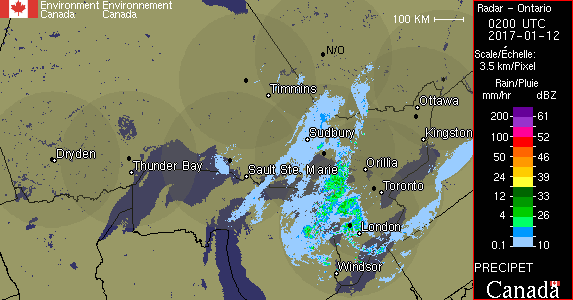 Environment Environnement
Canada Canada
100 KM
N/O
Timmins
Ottawa
Sudbury
Kingston
Dryden
Thunder Bay
Sault Ste. Marie
Orillia
Toronto
London
Windsor
Radar - Ontario
0200 UTC
2017-01-12
Scale/Échelle:
3.5 km/Pixel
Rain/Pluie
mm/hr dBZ
200 61
100 52
50 46
24 39
12 33
4 26
0.1 10
PRECIPET
Canada